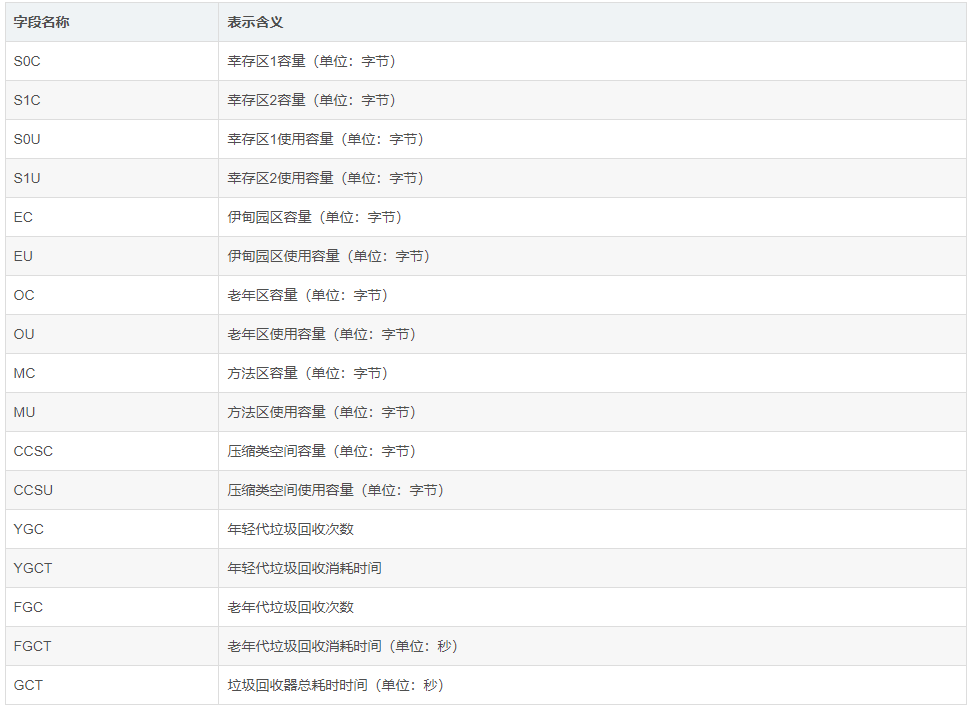 字段名称 表示含义
S0C 幸存区1容量（单位：字节）
S1C 幸存区2容量（单位：字节）
S0U 幸存区1使用容量（单位：字节）
S1U 幸存区2使用容量（单位：字节）
EC 伊甸园区容量（单位：字节）
EU 伊甸园区使用容量（单位：字节）
OC 老年区容量（单位：字节）
OU 老年区使用容量（单位：字节）
MC 方法区容量（单位：字节）
MU 方法区使用容量（单位：字节）
CCSC 压缩类空间容量（单位：字节）
CCSU 压缩类空间使用容量（单位：字节）
YGC 年轻代垃圾回收次数
YGCT 年轻代垃圾回收消耗时间
FGC 老年代垃圾回收次数
FGCT 老年代垃圾回收消耗时间（单位：秒）
GCT 垃圾回收器总耗时时间（单位：秒）